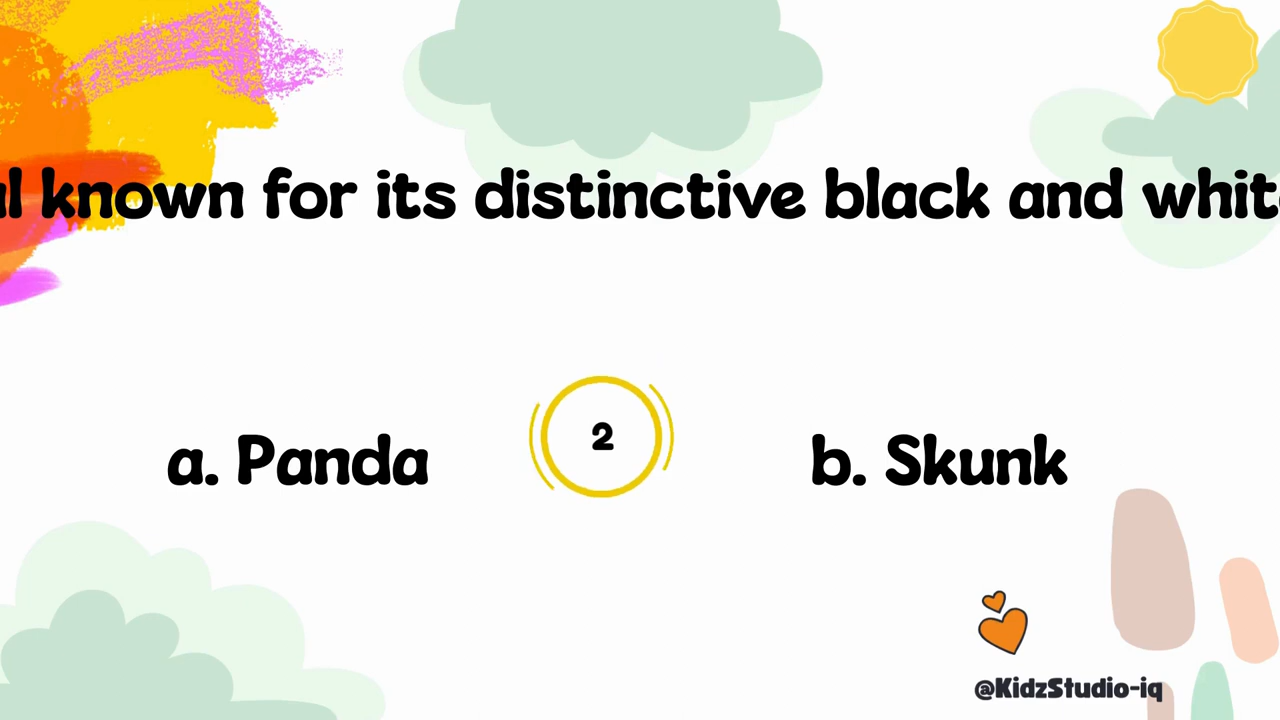 known for its distinctive black and
a. Panda
2
b. Skunk
@KidzStudio-iq